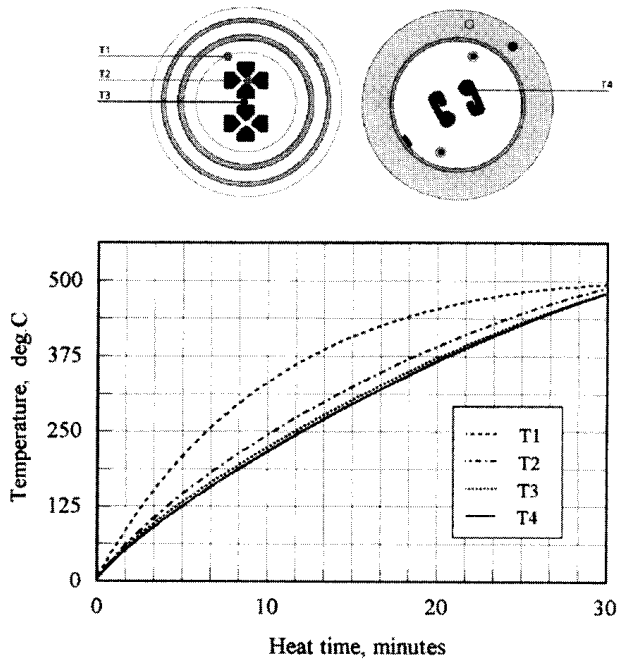 T1
T2
T3
T4
500
375
250
125
0
0
10
20
30
Temperature, deg.C
Heat time, minutes
T1
T2
T3
T4